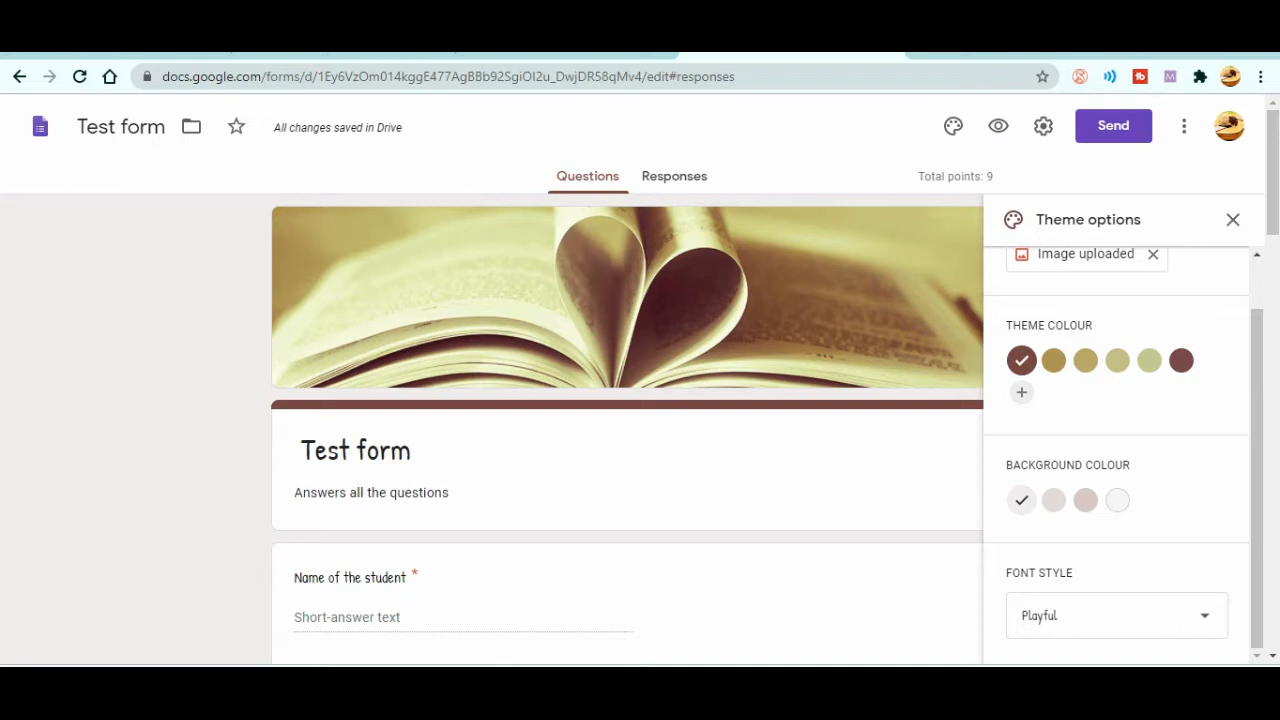 docs.google.com/forms/d/1Ey6VzOm014kggE477AgBBb92SgiOI2u_DwjDR58qMv4/edit#responses
Test form
All changes saved in Drive
Send
Questions
Responses
Total points: 9
Theme options
Image uploaded
THEME COLOUR
Test form
Answers all the questions
BACKGROUND COLOUR
Name of the student *
Short-answer text
FONT STYLE
Playful